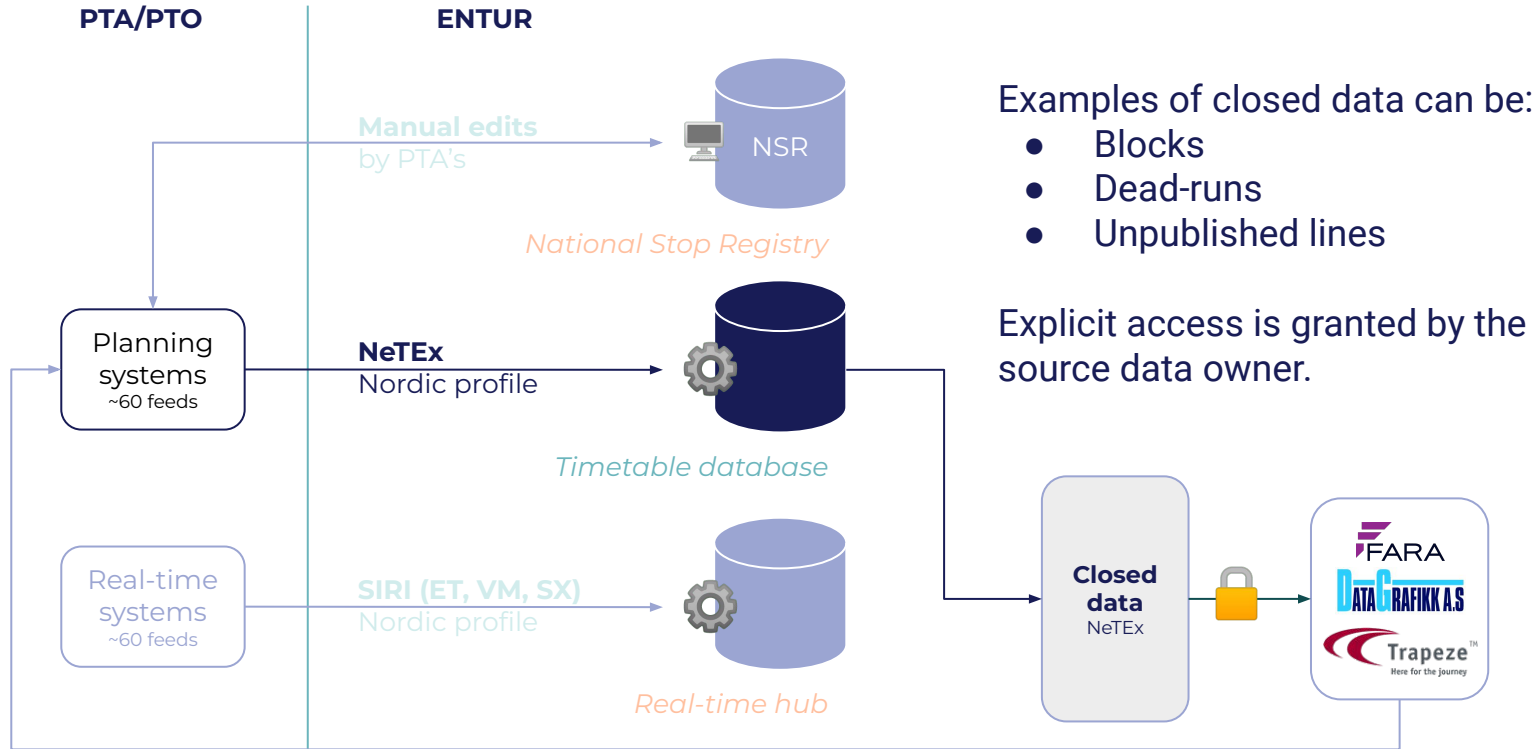 PTA/PTO
ENTUR
Manual edits
by PTA's
NSR
National Stop Registry
Examples of closed data can be:
● Blocks
● Dead-runs
● Unpublished lines
Explicit access is granted by the
source data owner.
Planning
systems
~60 feeds
NeTEx
Nordic profile
Timetable database
Real-time
systems
~60 feeds
SIRI (ET, VM, SX)
Nordic profile
Real-time hub
Closed
data
NeTEx
FARA
DATAGRAFIKK A.S
Trapeze™
Here for the journey